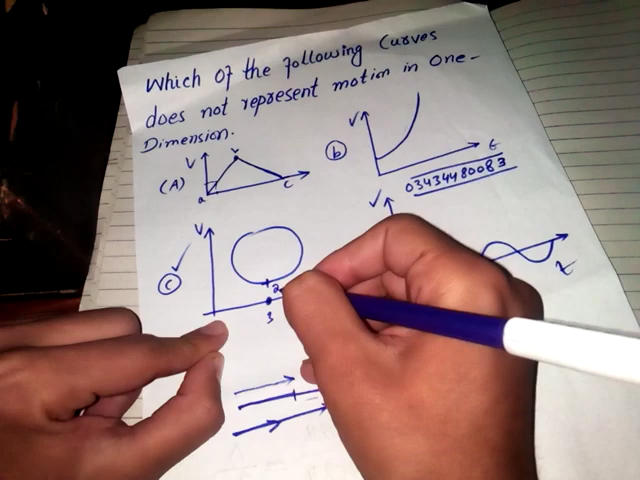 Which Of the following Curves
does not represent motion in One-
Dimension.
(A) V v a c
b V t
03434480083
c V 2 3
V t